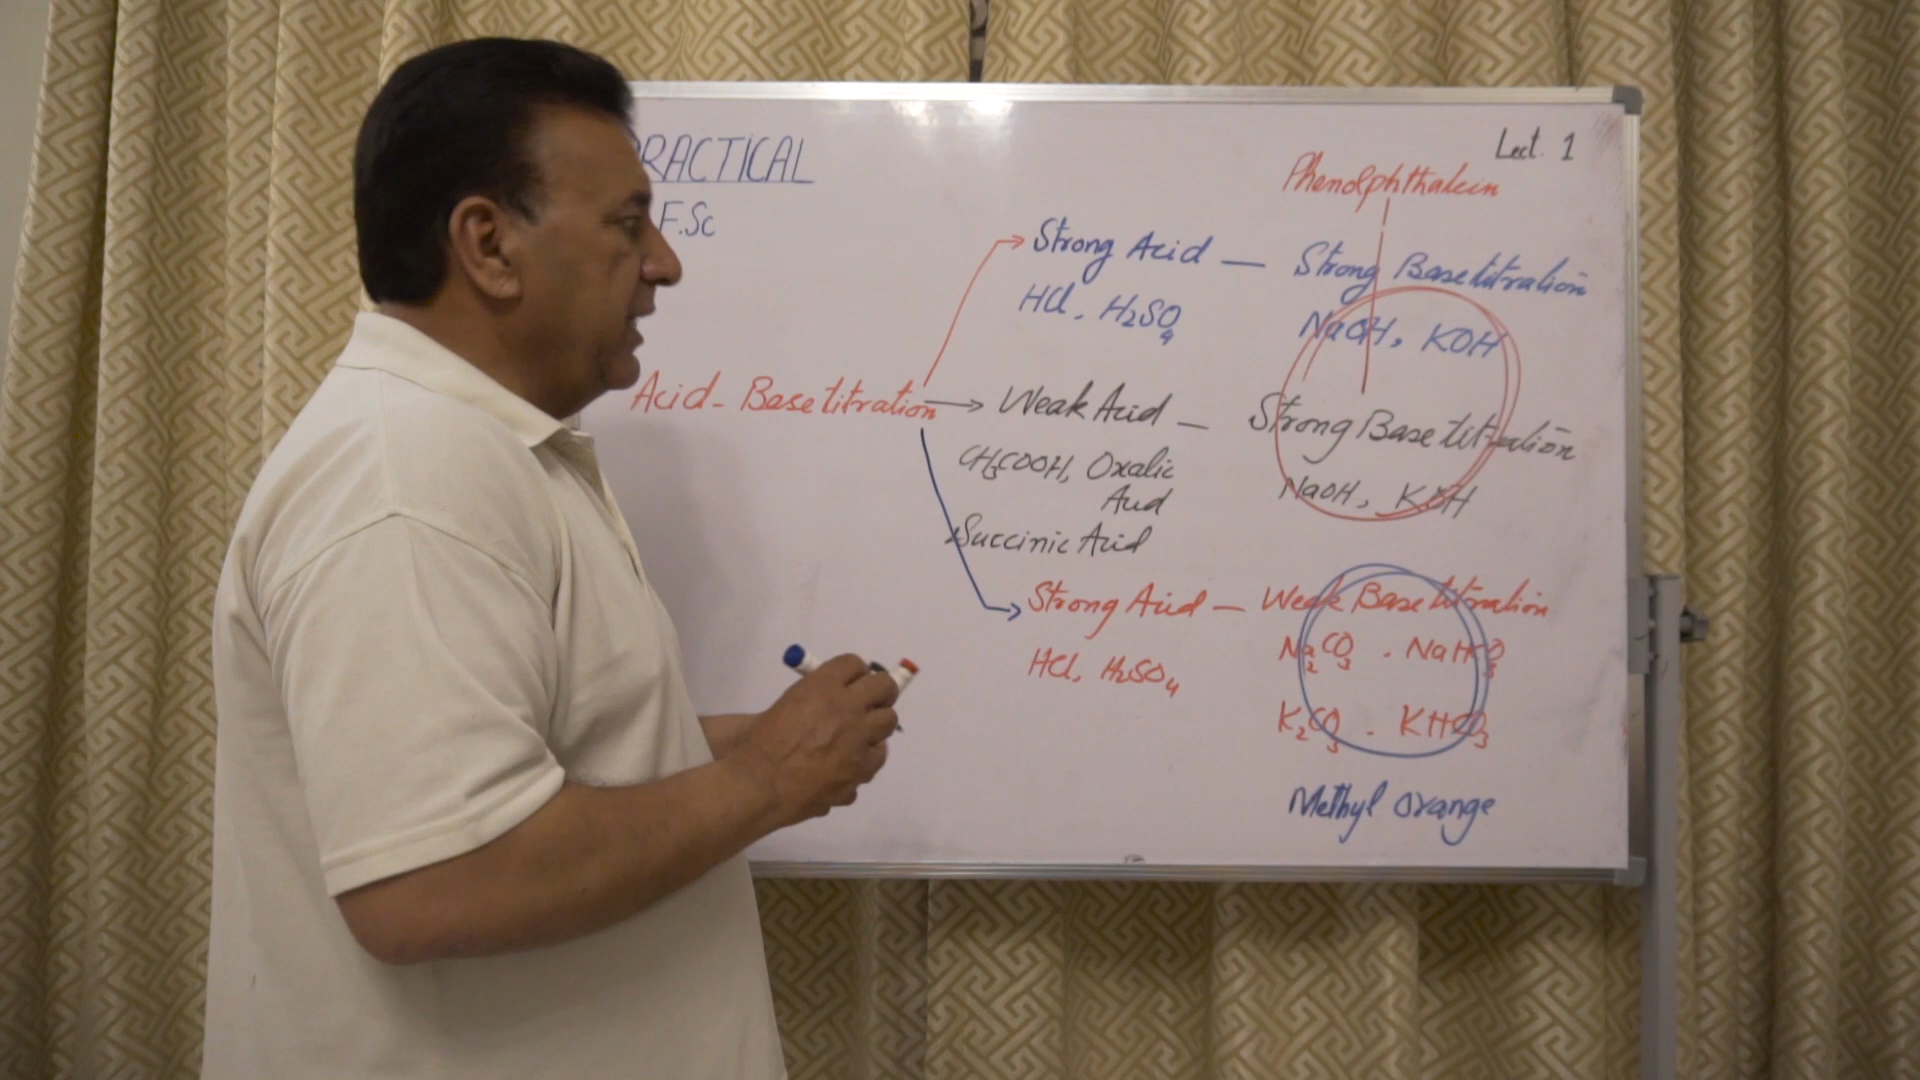 Lect. 1
PRACTICAL
F.Sc
Phenolphthalein
Strong Acid — Strong Base titration
HCl, H₂SO₄
NaOH, KOH
Acid - Base titration
Weak Acid — Strong Base titration
CH₃COOH, Oxalic
Acid
Succinic Acid
NaOH, KOH
Strong Acid — Weak Base titration
HCl, H₂SO₄
Na₂CO₃ . NaHCO₃
K₂CO₃ . KHCO₃
Methyl orange